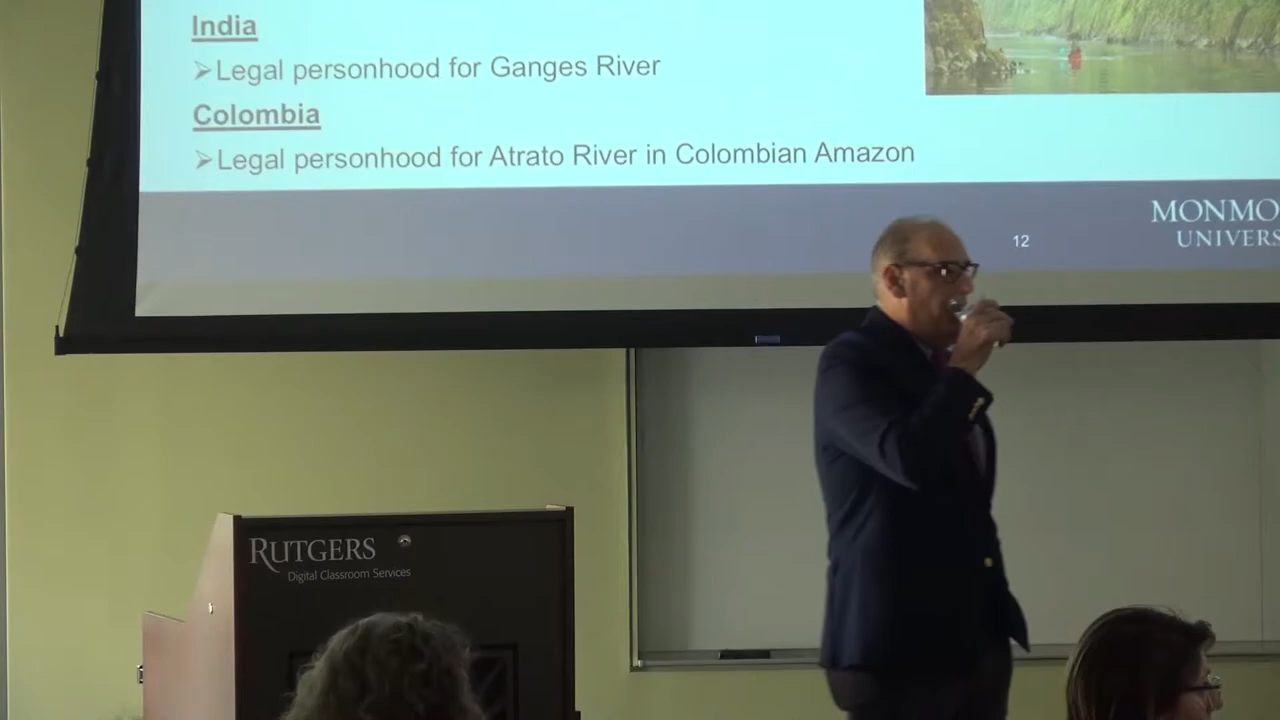 India
➢Legal personhood for Ganges River
Colombia
➢Legal personhood for Atrato River in Colombian Amazon
12
MONMO
UNIVERS
RUTGERS
Digital Classroom Services